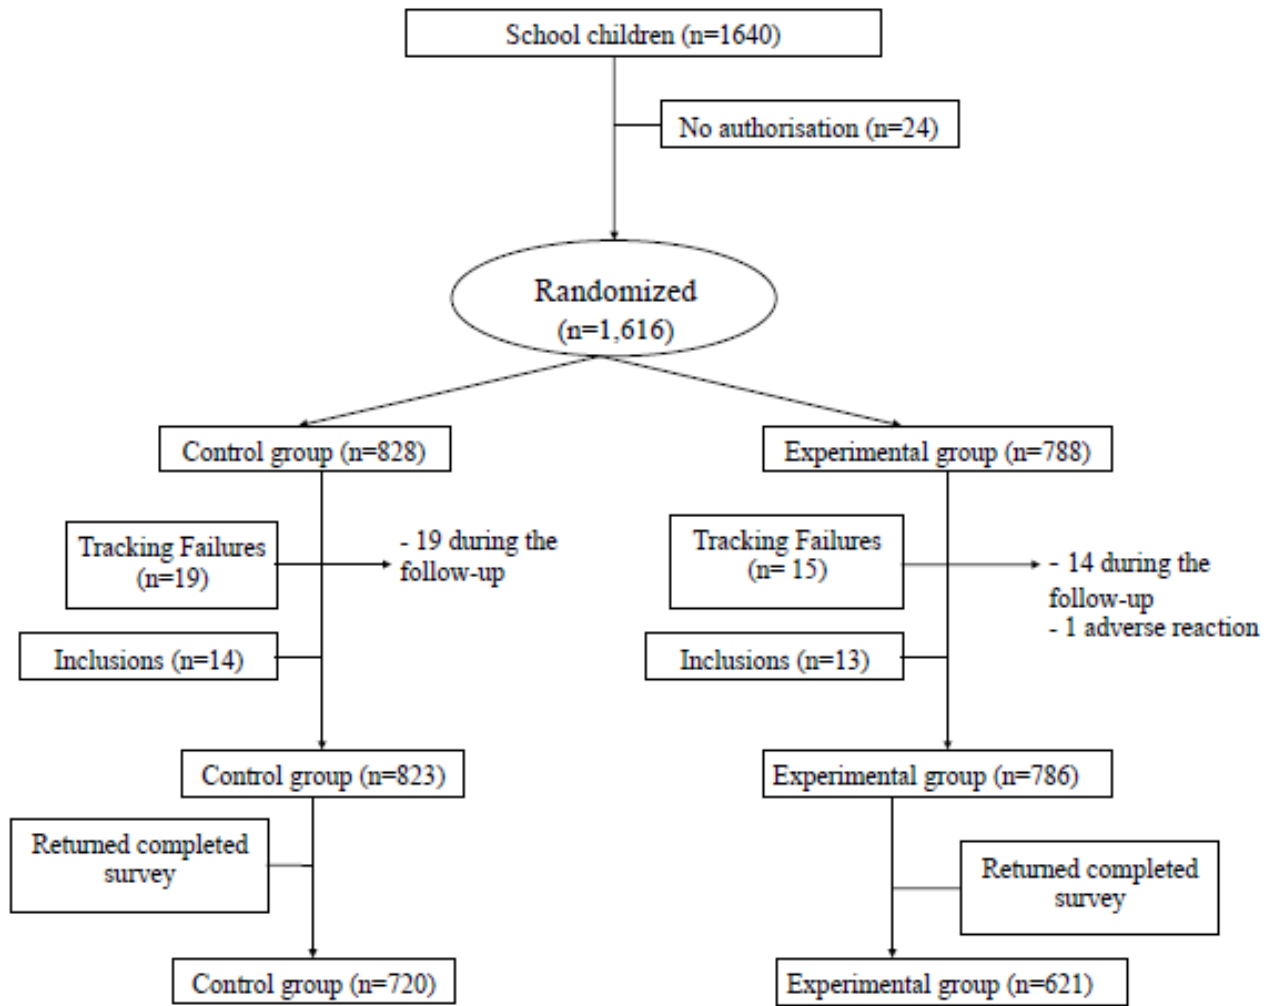 School children (n=1640)
No authorisation (n=24)
Randomized
(n=1,616)
Control group (n=828)
Experimental group (n=788)
Tracking Failures
(n=19)
- 19 during the
follow-up
Tracking Failures
(n= 15)
- 14 during the
follow-up
- 1 adverse reaction
Inclusions (n=14)
Inclusions (n=13)
Control group (n=823)
Experimental group (n=786)
Returned completed
survey
Returned completed
survey
Control group (n=720)
Experimental group (n=621)